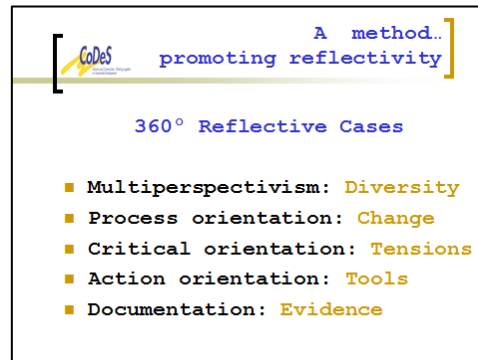 A method…
promoting reflectivity
CoDeS
360° Reflective Cases
Multiperspectivism: Diversity
Process orientation: Change
Critical orientation: Tensions
Action orientation: Tools
Documentation: Evidence